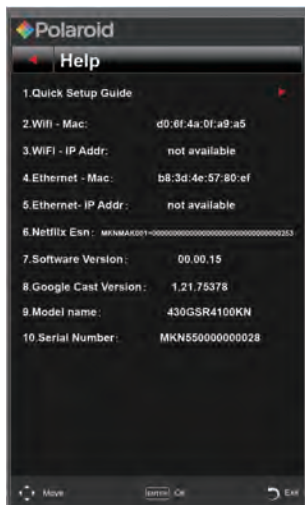 Polaroid
Help
1.Quick Setup Guide
2.Wifi - Mac: d0:6f:4a:0f:a9:a5
3.WiFi - IP Addr: not available
4.Ethernet - Mac: b8:3d:4e:57:80:ef
5.Ethernet- IP Addr: not available
6.Netflix Esn:
7.Software Version: 00.00.15
8.Google Cast Version: 1.21.75378
9.Model name: 430GSR4100KN
10.Serial Number: MKN550000000028
Move ENTER OK Exit